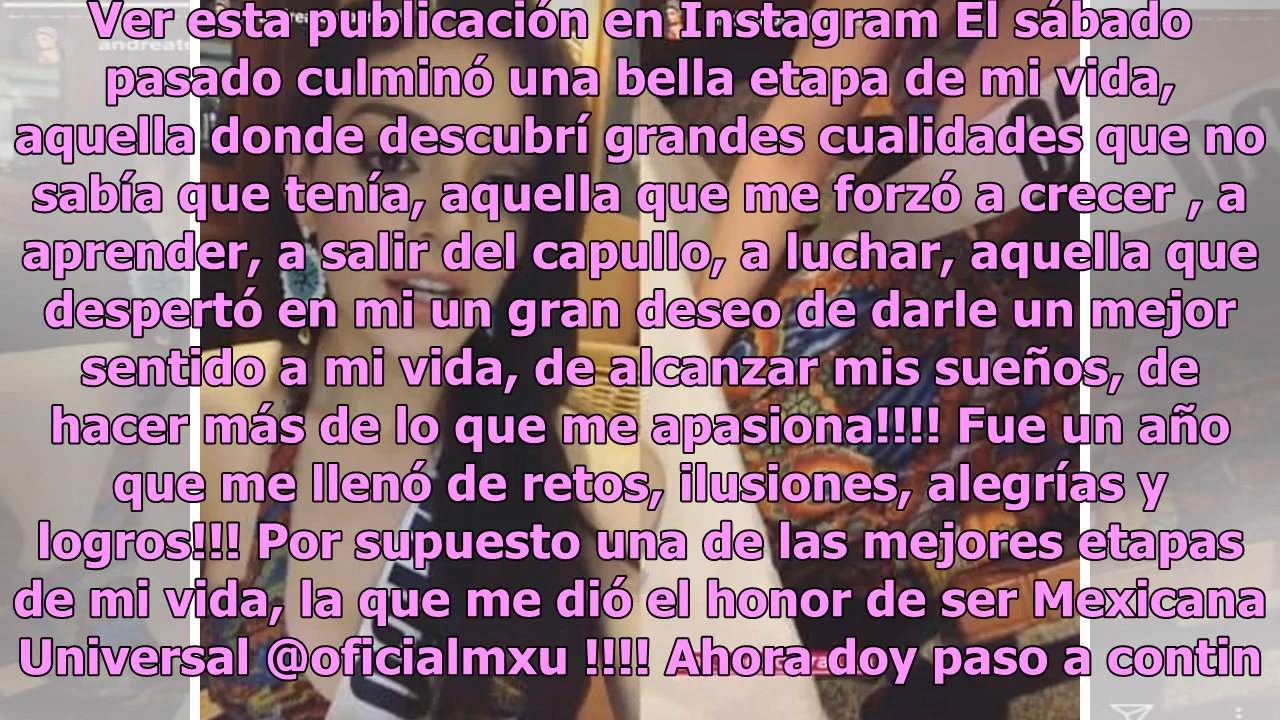 Ver esta publicación en Instagram El sábado
pasado culminó una bella etapa de mi vida,
aquella donde descubrí grandes cualidades que no
sabía que tenía, aquella que me forzó a crecer , a
aprender, a salir del capullo, a luchar, aquella que
despertó en mi un gran deseo de darle un mejor
sentido a mi vida, de alcanzar mis sueños, de
hacer más de lo que me apasiona!!!! Fue un año
que me llenó de retos, ilusiones, alegrías y
logros!!! Por supuesto una de las mejores etapas
de mi vida, la que me dió el honor de ser Mexicana
Universal @oficialmxu !!!! Ahora doy paso a contin